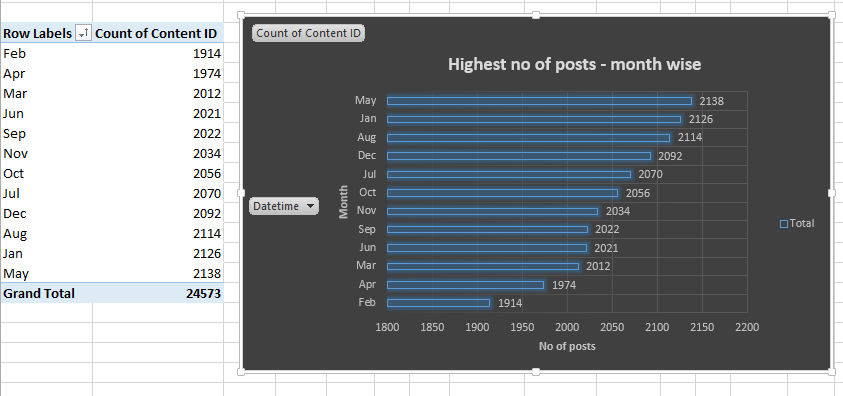 Row Labels Count of Content ID
Feb 1914
Apr 1974
Mar 2012
Jun 2021
Sep 2022
Nov 2034
Oct 2056
Jul 2070
Dec 2092
Aug 2114
Jan 2126
May 2138
Grand Total 24573
Count of Content ID
Highest no of posts - month wise
Datetime
Month
May 2138
Jan 2126
Aug 2114
Dec 2092
Jul 2070
Oct 2056
Nov 2034
Sep 2022
Jun 2021
Mar 2012
Apr 1974
Feb 1914
1800 1850 1900 1950 2000 2050 2100 2150 2200
No of posts
Total